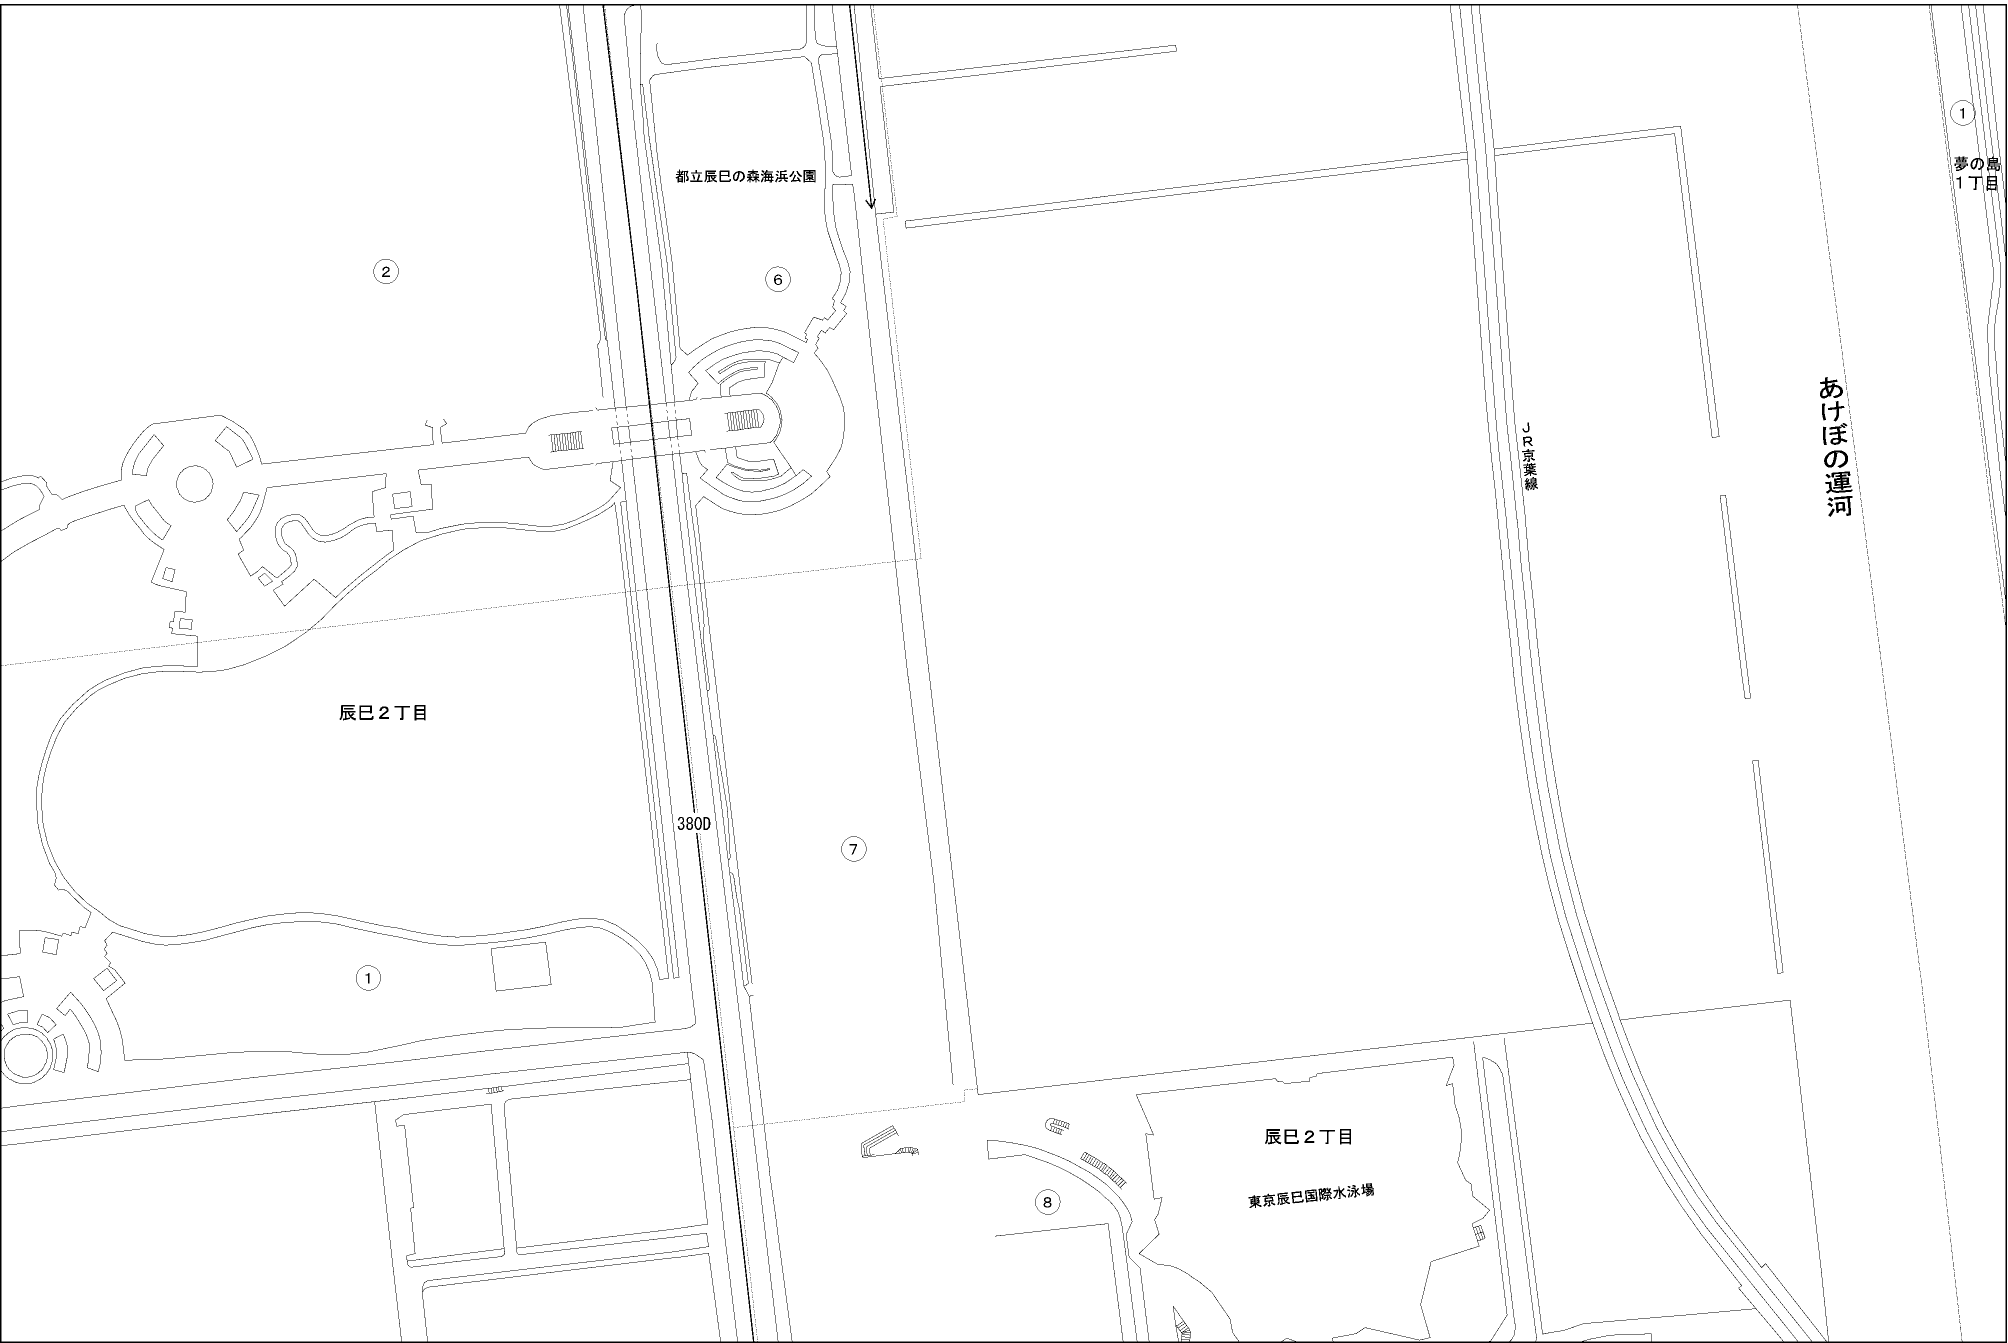 ①
夢の島
１丁目
都立辰巳の森海浜公園
②
⑥
あけぼの運河
ＪＲ京葉線
辰巳２丁目
380D
⑦
①
辰巳２丁目
東京辰巳国際水泳場
⑧